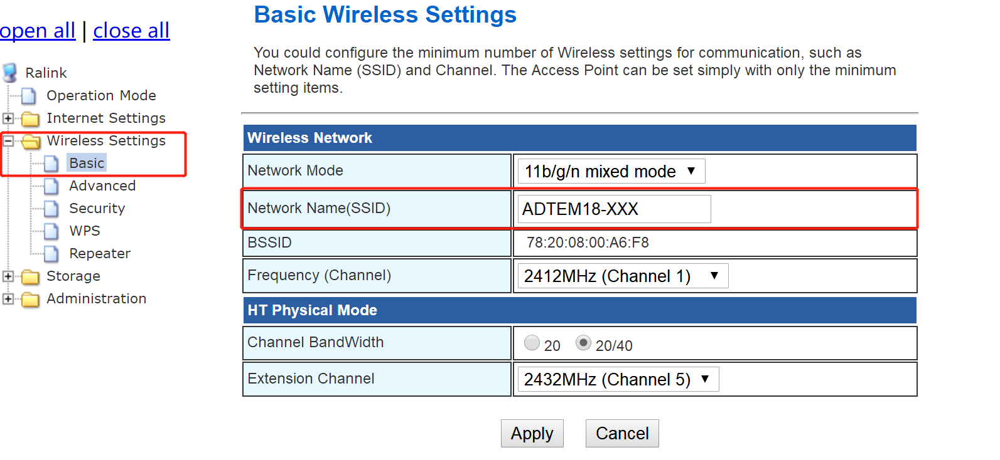 open all | close all
Ralink
Operation Mode
Internet Settings
Wireless Settings
Basic
Advanced
Security
WPS
Repeater
Storage
Administration
Basic Wireless Settings
You could configure the minimum number of Wireless settings for communication, such as
Network Name (SSID) and Channel. The Access Point can be set simply with only the minimum
setting items.
Wireless Network
Network Mode 11b/g/n mixed mode
Network Name(SSID) ADTEM18-XXX
BSSID 78:20:08:00:A6:F8
Frequency (Channel) 2412MHz (Channel 1)
HT Physical Mode
Channel BandWidth 20 20/40
Extension Channel 2432MHz (Channel 5)
Apply Cancel